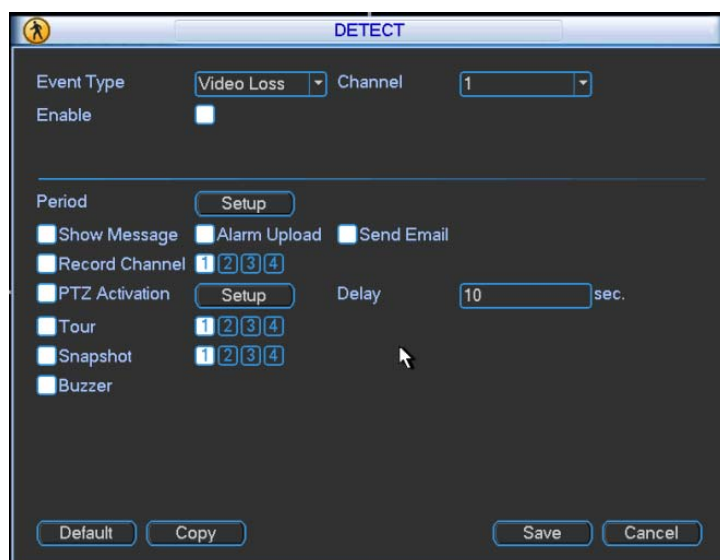 DETECT
Event Type Video Loss Channel 1
Enable
Period Setup
Show Message Alarm Upload Send Email
Record Channel 1 2 3 4
PTZ Activation Setup Delay 10 sec.
Tour 1 2 3 4
Snapshot 1 2 3 4
Buzzer
Default Copy Save Cancel